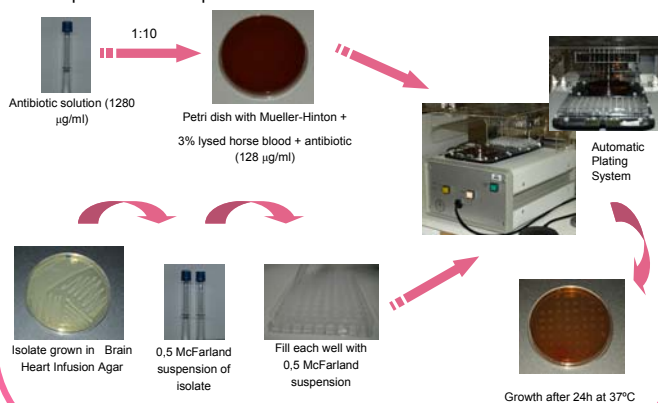 1:10
Antibiotic solution (1280
µg/ml)
Petri dish with Mueller-Hinton +
3% lysed horse blood + antibiotic
(128 µg/ml)
Automatic
Plating
System
Isolate grown in Brain
Heart Infusion Agar
0,5 McFarland
suspension of
isolate
Fill each well with
0,5 McFarland
suspension
Growth after 24h at 37ºC